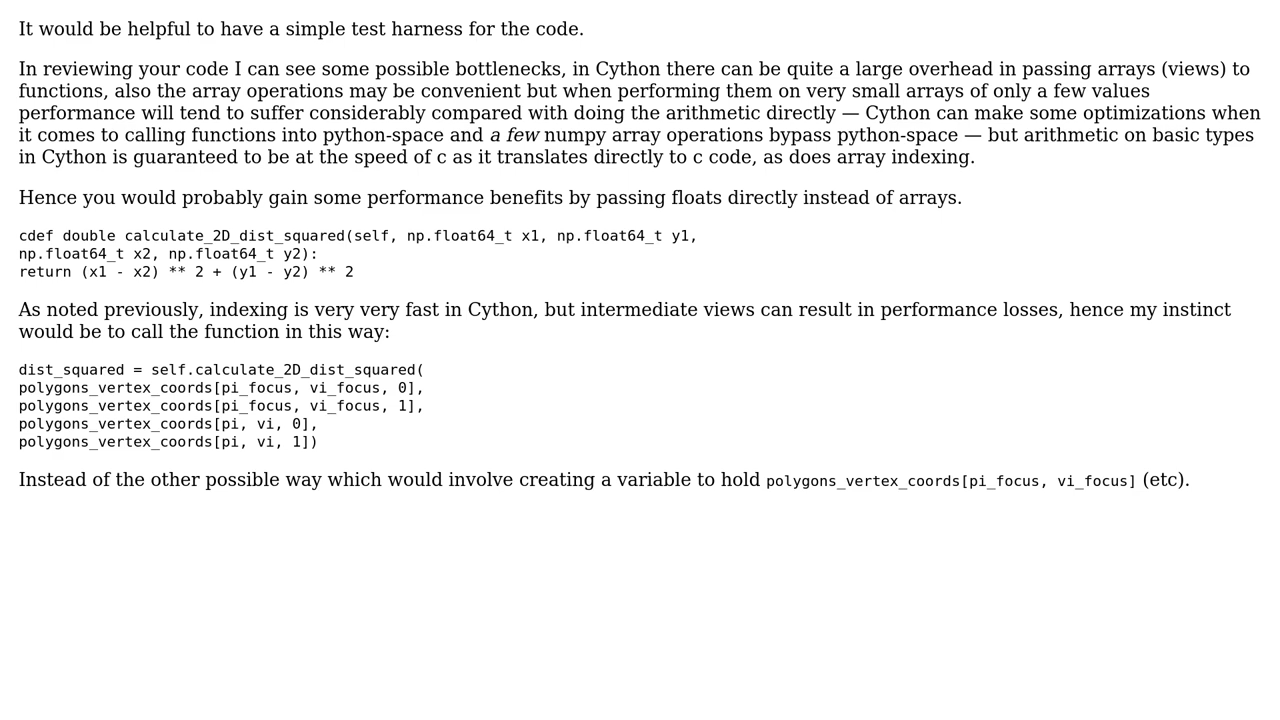 It would be helpful to have a simple test harness for the code.
In reviewing your code I can see some possible bottlenecks, in Cython there can be quite a large overhead in passing arrays (views) to
functions, also the array operations may be convenient but when performing them on very small arrays of only a few values
performance will tend to suffer considerably compared with doing the arithmetic directly — Cython can make some optimizations when
it comes to calling functions into python-space and a few numpy array operations bypass python-space — but arithmetic on basic types
in Cython is guaranteed to be at the speed of c as it translates directly to c code, as does array indexing.
Hence you would probably gain some performance benefits by passing floats directly instead of arrays.
cdef double calculate_2D_dist_squared(self, np.float64_t x1, np.float64_t y1,
np.float64_t x2, np.float64_t y2):
return (x1 - x2) ** 2 + (y1 - y2) ** 2
As noted previously, indexing is very very fast in Cython, but intermediate views can result in performance losses, hence my instinct
would be to call the function in this way:
dist_squared = self.calculate_2D_dist_squared(
polygons_vertex_coords[pi_focus, vi_focus, 0],
polygons_vertex_coords[pi_focus, vi_focus, 1],
polygons_vertex_coords[pi, vi, 0],
polygons_vertex_coords[pi, vi, 1])
Instead of the other possible way which would involve creating a variable to hold polygons_vertex_coords[pi_focus, vi_focus] (etc).